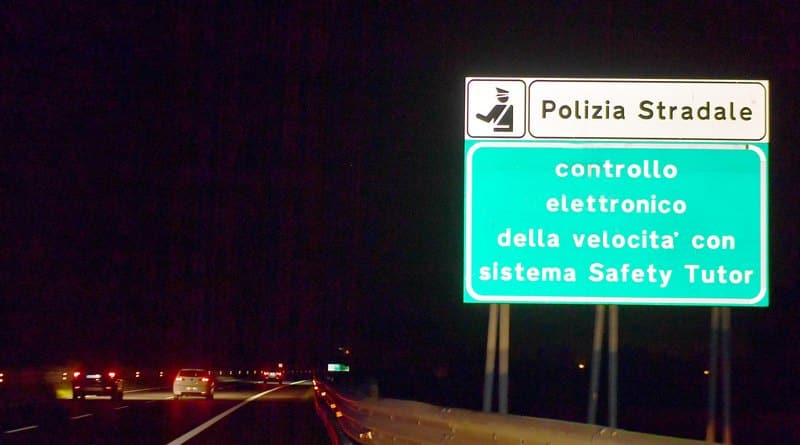 Polizia Stradale
controllo
elettronico
della velocita' con
sistema Safety Tutor